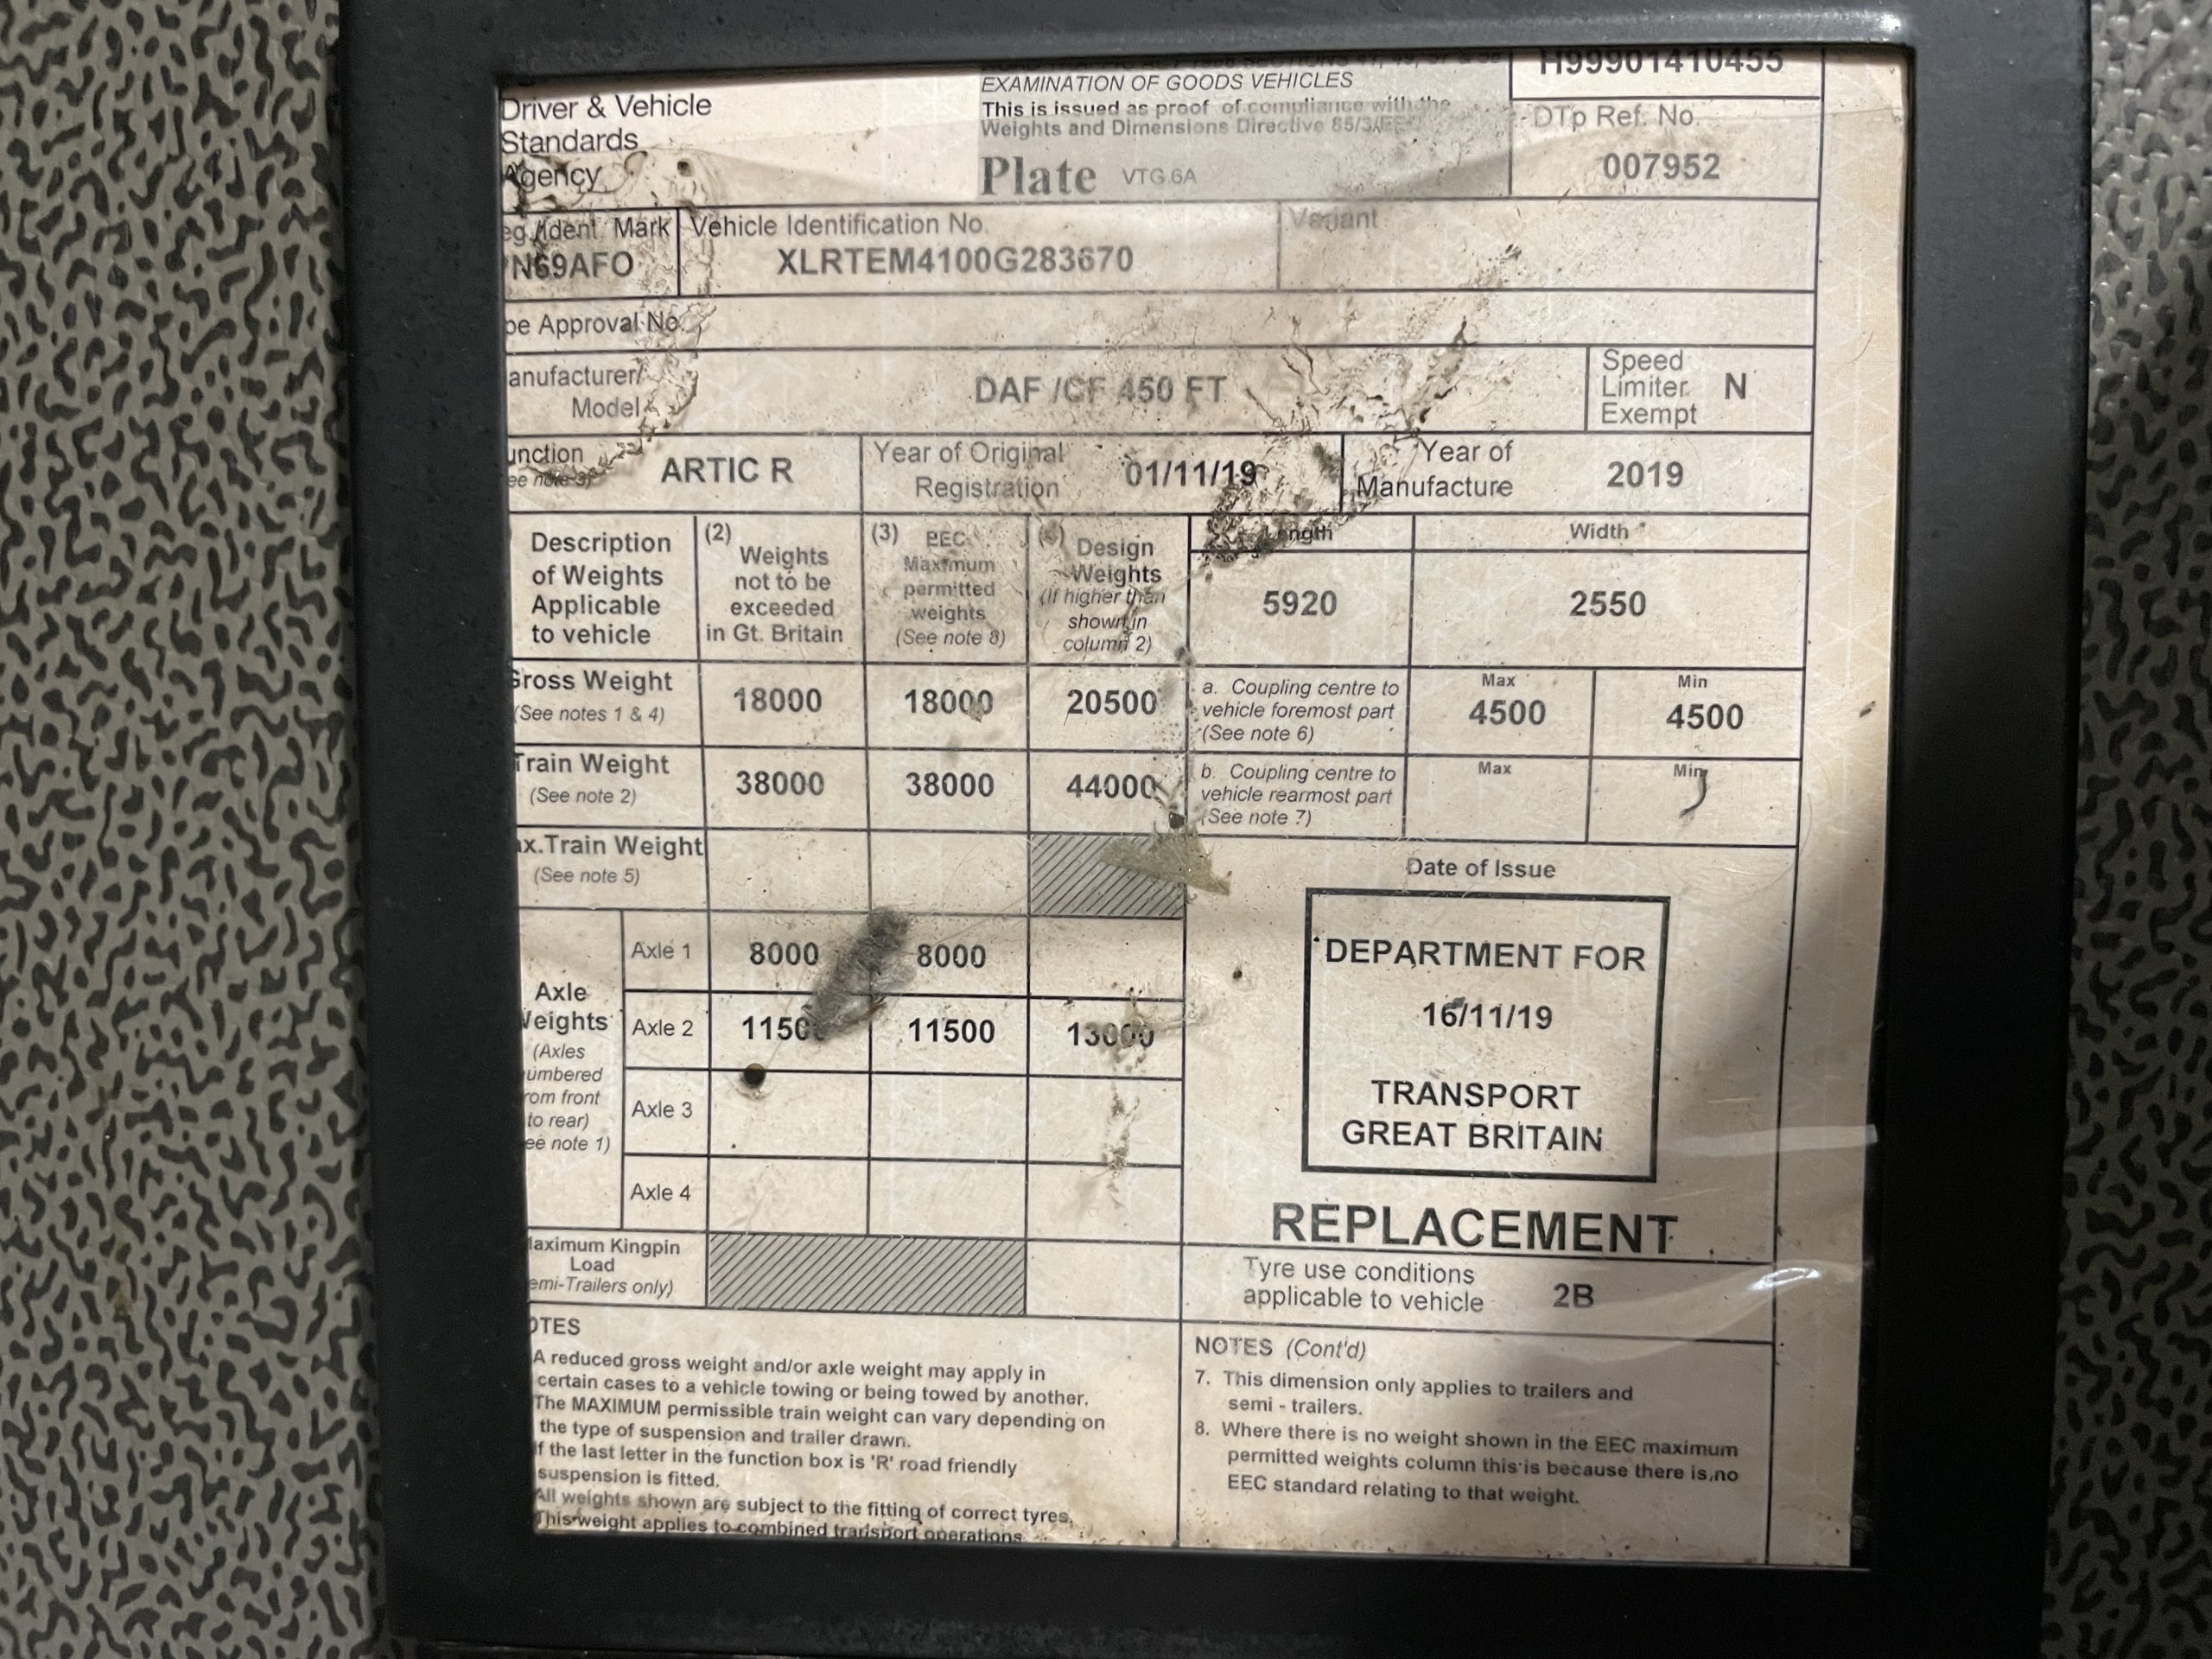 H99901410455
EXAMINATION OF GOODS VEHICLES
This is issued as proof of compliance with the
Weights and Dimensions Directive 85/3/EEC
Plate VTG 6A
Driver & Vehicle
Standards
Agency
DTp Ref. No.
007952
eg./Ident. Mark
N69AFO
Vehicle Identification No.
XLRTEM4100G283670
Variant
pe Approval No.
anufacturer/
Model
DAF /CF 450 FT
Speed
Limiter
Exempt
N
unction
ee note 3)
ARTIC R
Year of Original
Registration
01/11/19
Year of
Manufacture
2019
Description
of Weights
Applicable
to vehicle
(2)
Weights
not to be
exceeded
in Gt. Britain
(3) EEC
Maximum
permitted
weights
(See note 8)
Design
Weights
(If higher than
shown in
column 2)
Length
5920
Width
2550
Gross Weight
(See notes 1 & 4)
18000
18000
20500
a. Coupling centre to
vehicle foremost part
(See note 6)
Max
4500
Min
4500
Train Weight
(See note 2)
38000
38000
44000
b. Coupling centre to
vehicle rearmost part
(See note 7)
Max
Min
ax.Train Weight
(See note 5)
Date of Issue
DEPARTMENT FOR
16/11/19
TRANSPORT
GREAT BRITAIN
REPLACEMENT
Axle
Weights
(Axles
numbered
rom front
to rear)
ee note 1)
Axle 1
8000
8000
Axle 2
11500
11500
13000
Axle 3
Axle 4
Maximum Kingpin
Load
emi-Trailers only)
Tyre use conditions
applicable to vehicle
2B
OTES
A reduced gross weight and/or axle weight may apply in
certain cases to a vehicle towing or being towed by another.
The MAXIMUM permissible train weight can vary depending on
the type of suspension and trailer drawn.
If the last letter in the function box is 'R' road friendly
suspension is fitted.
All weights shown are subject to the fitting of correct tyres.
This weight applies to combined transport operations
NOTES (Cont'd)
7. This dimension only applies to trailers and
semi - trailers.
8. Where there is no weight shown in the EEC maximum
permitted weights column this is because there is no
EEC standard relating to that weight.